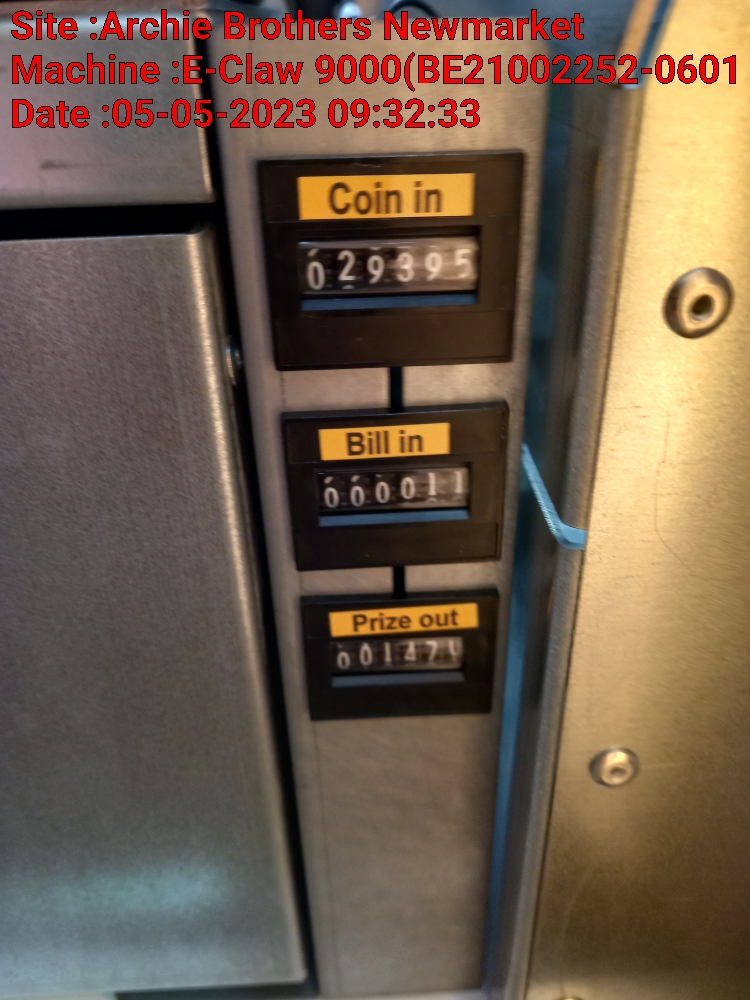 Site :Archie Brothers Newmarket
Machine :E-Claw 9000(BE21002252-0601
Date :05-05-2023 09:32:33
Coin in
029395
Bill in
000011
Prize out